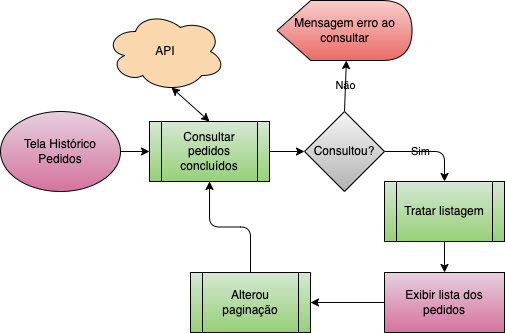 Mensagem erro ao
consultar
API
Não
Tela Histórico
Pedidos
Consultar
pedidos
concluídos
Consultou?
Sim
Tratar listagem
Alterou
paginação
Exibir lista dos
pedidos